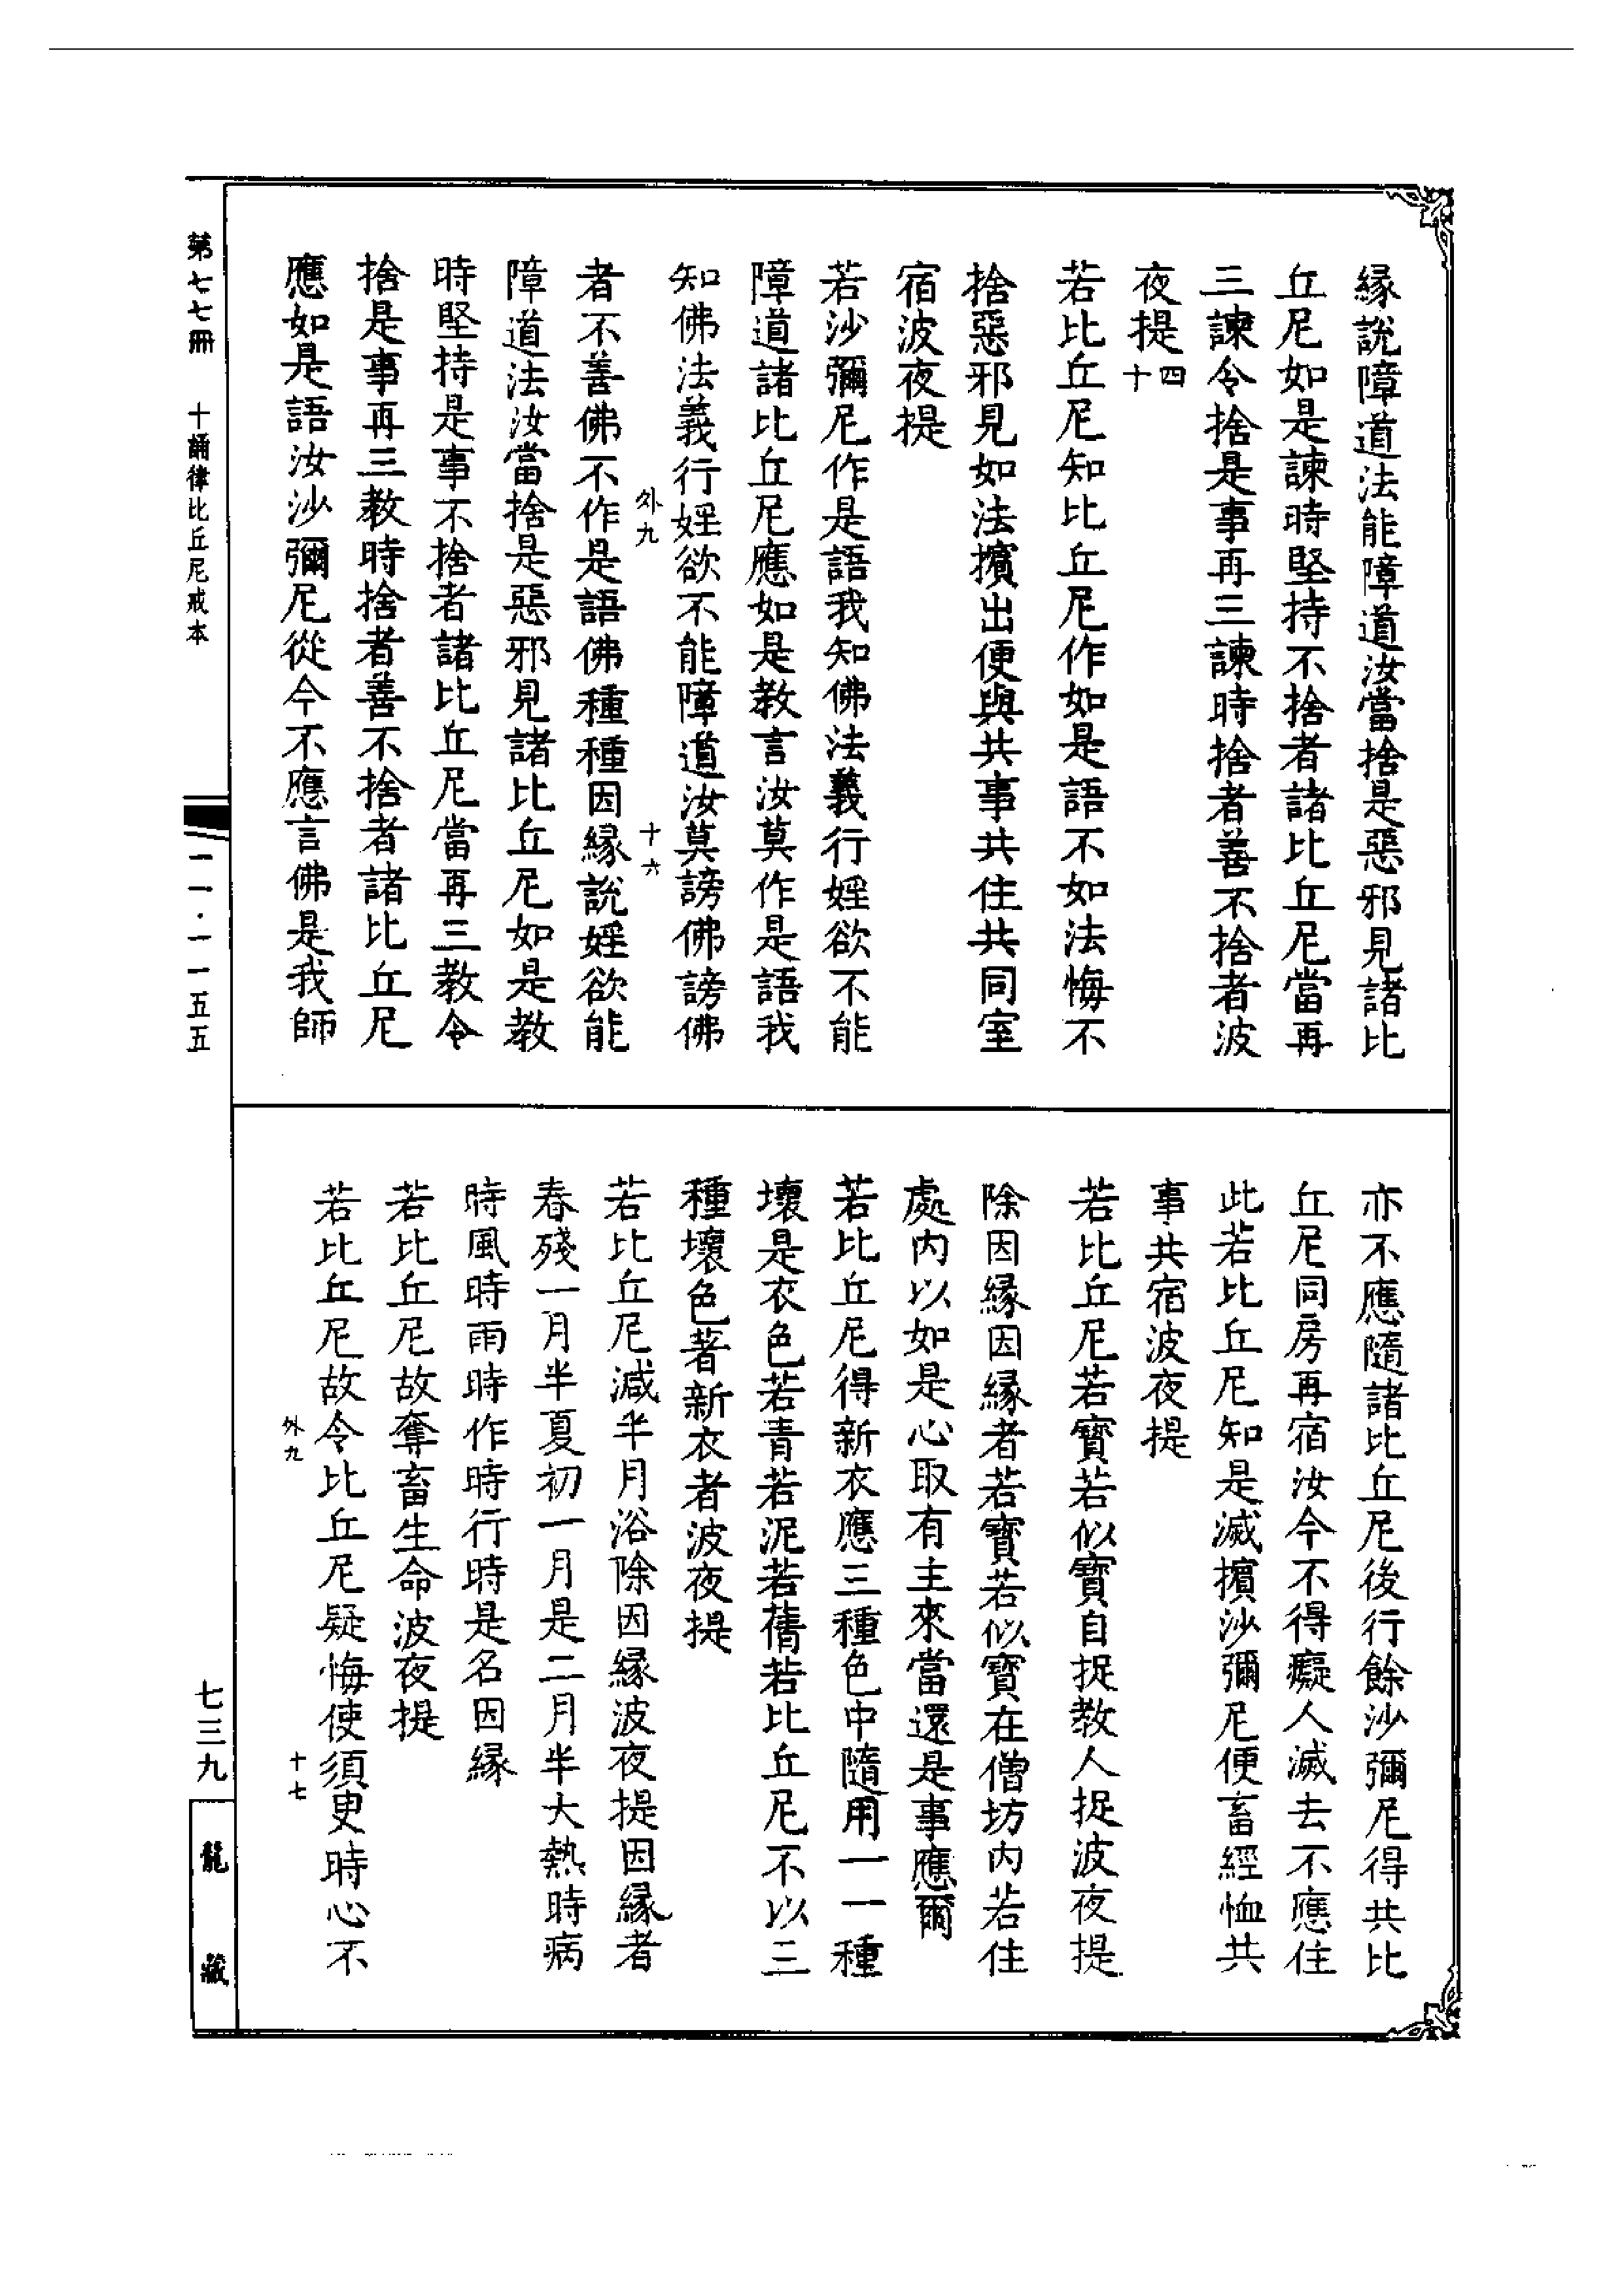 緣說障道法能障道汝當捨是惡邪見諸比
丘尼如是諫時堅持不捨者諸比丘尼當再
三諫令捨是事再三諫時捨者善不捨者波
夜提四十
若比丘尼知比丘尼作如是語不如法悔不
捨惡邪見如法擯出便與共事共住共同室
宿波夜提
若沙彌尼作是語我知佛法義行婬欲不能
障道諸比丘尼應如是教言汝莫作是語我
知佛法義行婬欲不能障道汝莫謗佛謗佛
外九 十六
者不善佛不作是語佛種種因緣說婬欲能
障道法汝當捨是惡邪見諸比丘尼如是教
時堅持是事不捨者諸比丘尼當再三教令
捨是事再三教時捨者善不捨者諸比丘尼
應如是語汝沙彌尼從今不應言佛是我師
亦不應隨諸比丘尼後行餘沙彌尼得共比
丘尼同房再宿汝今不得癡人滅去不應住
此若比丘尼知是滅擯沙彌尼便畜經恤共
事共宿波夜提
若比丘尼若寶若似寶自捉教人捉波夜提
除因緣因緣者若寶若似寶在僧坊內若住
處內以如是心取有主來當還是事應爾
若比丘尼得新衣應三種色中隨用一一種
壞是衣色若青若泥若蒨若比丘尼不以三
種壞色著新衣者波夜提
若比丘尼減半月浴除因緣波夜提因緣者
春殘一月半夏初一月是二月半大熱時病
時風時雨時作時行時是名因緣
若比丘尼故奪畜生命波夜提
若比丘尼故令比丘尼疑悔使須更時心不
外九 十七
第七七冊 十誦律比丘尼戒本
一一·一一五五
七三九
龍藏